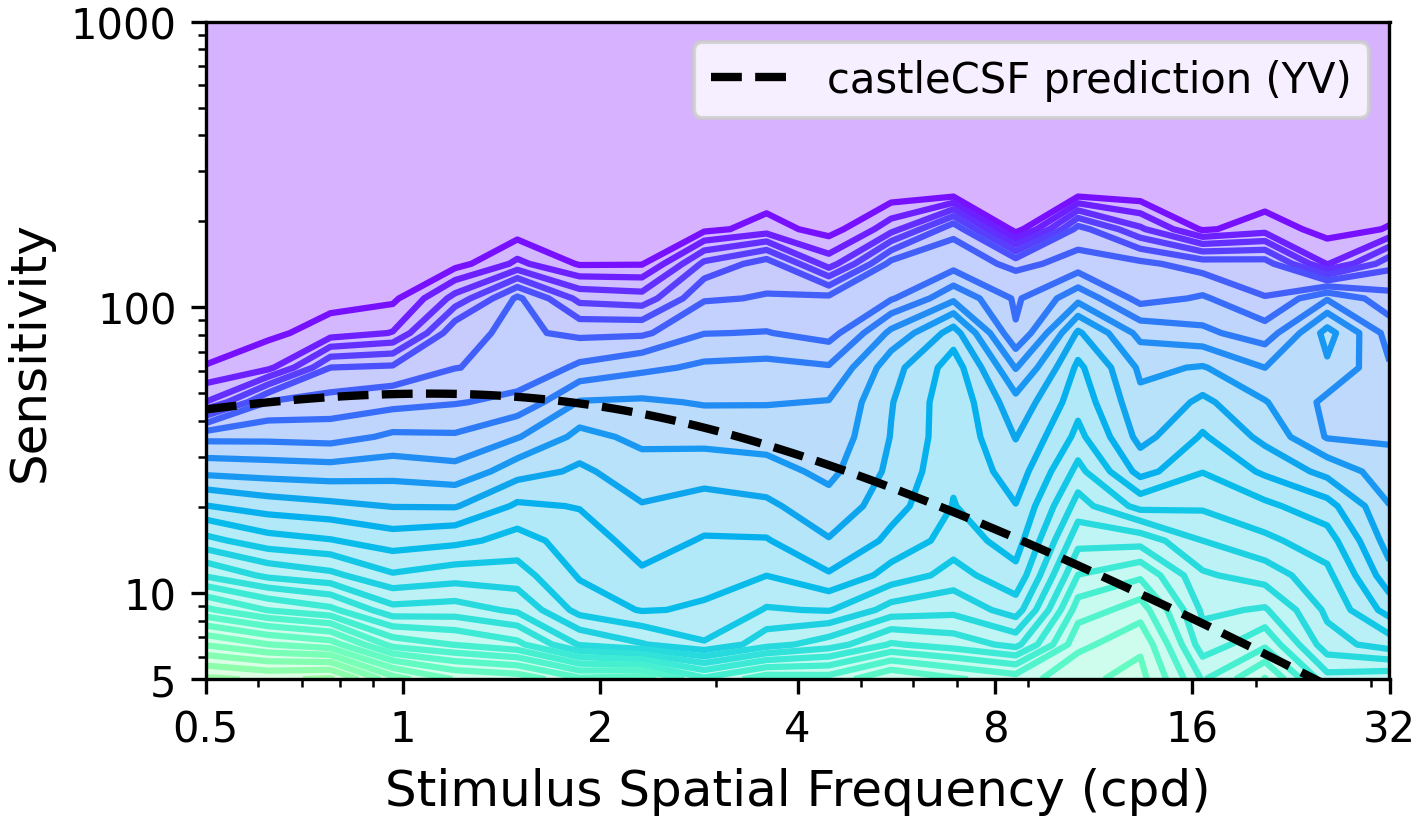 castleCSF prediction (YV)
Sensitivity
1000
100
10
5
0.5 1 2 4 8 16 32
Stimulus Spatial Frequency (cpd)